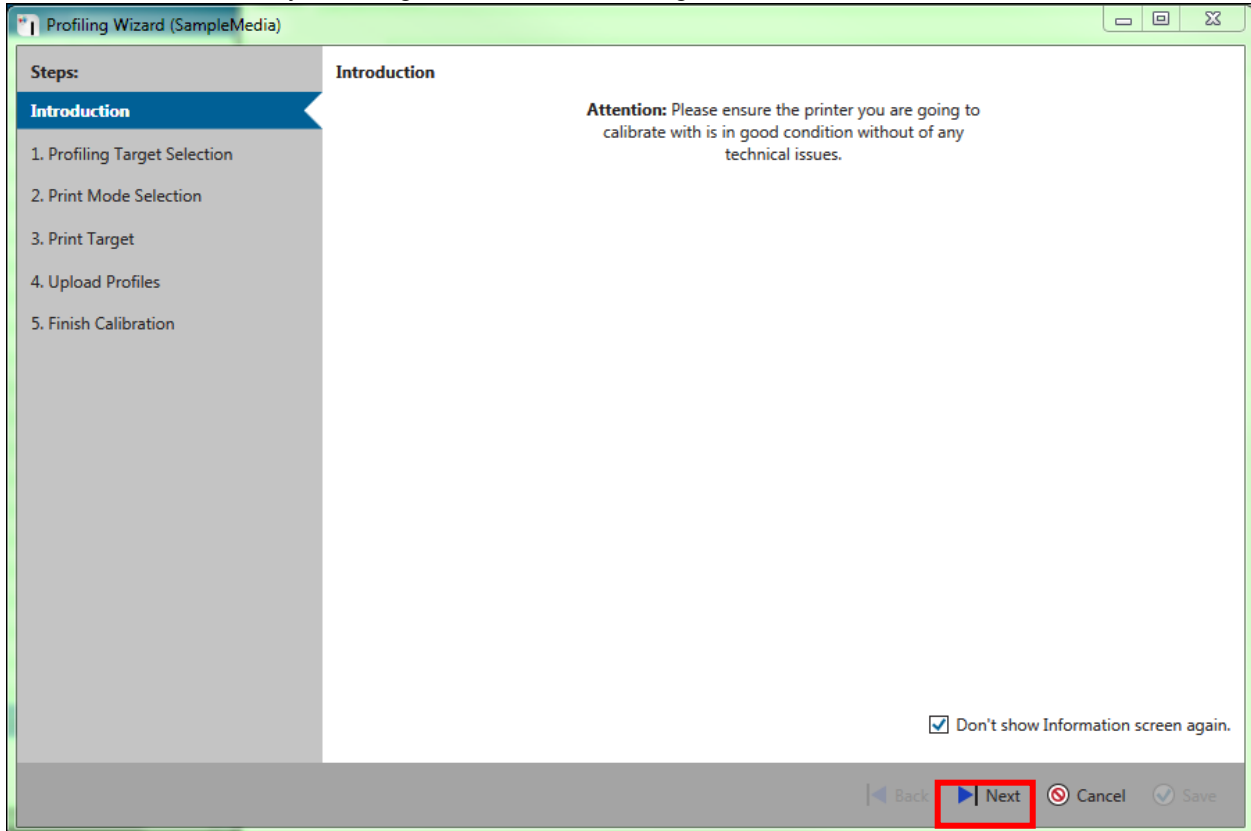 Profiling Wizard (SampleMedia)
Steps:
Introduction
1. Profiling Target Selection
2. Print Mode Selection
3. Print Target
4. Upload Profiles
5. Finish Calibration
Introduction
Attention: Please ensure the printer you are going to
calibrate with is in good condition without of any
technical issues.
Don't show Information screen again.
Back Next Cancel Save